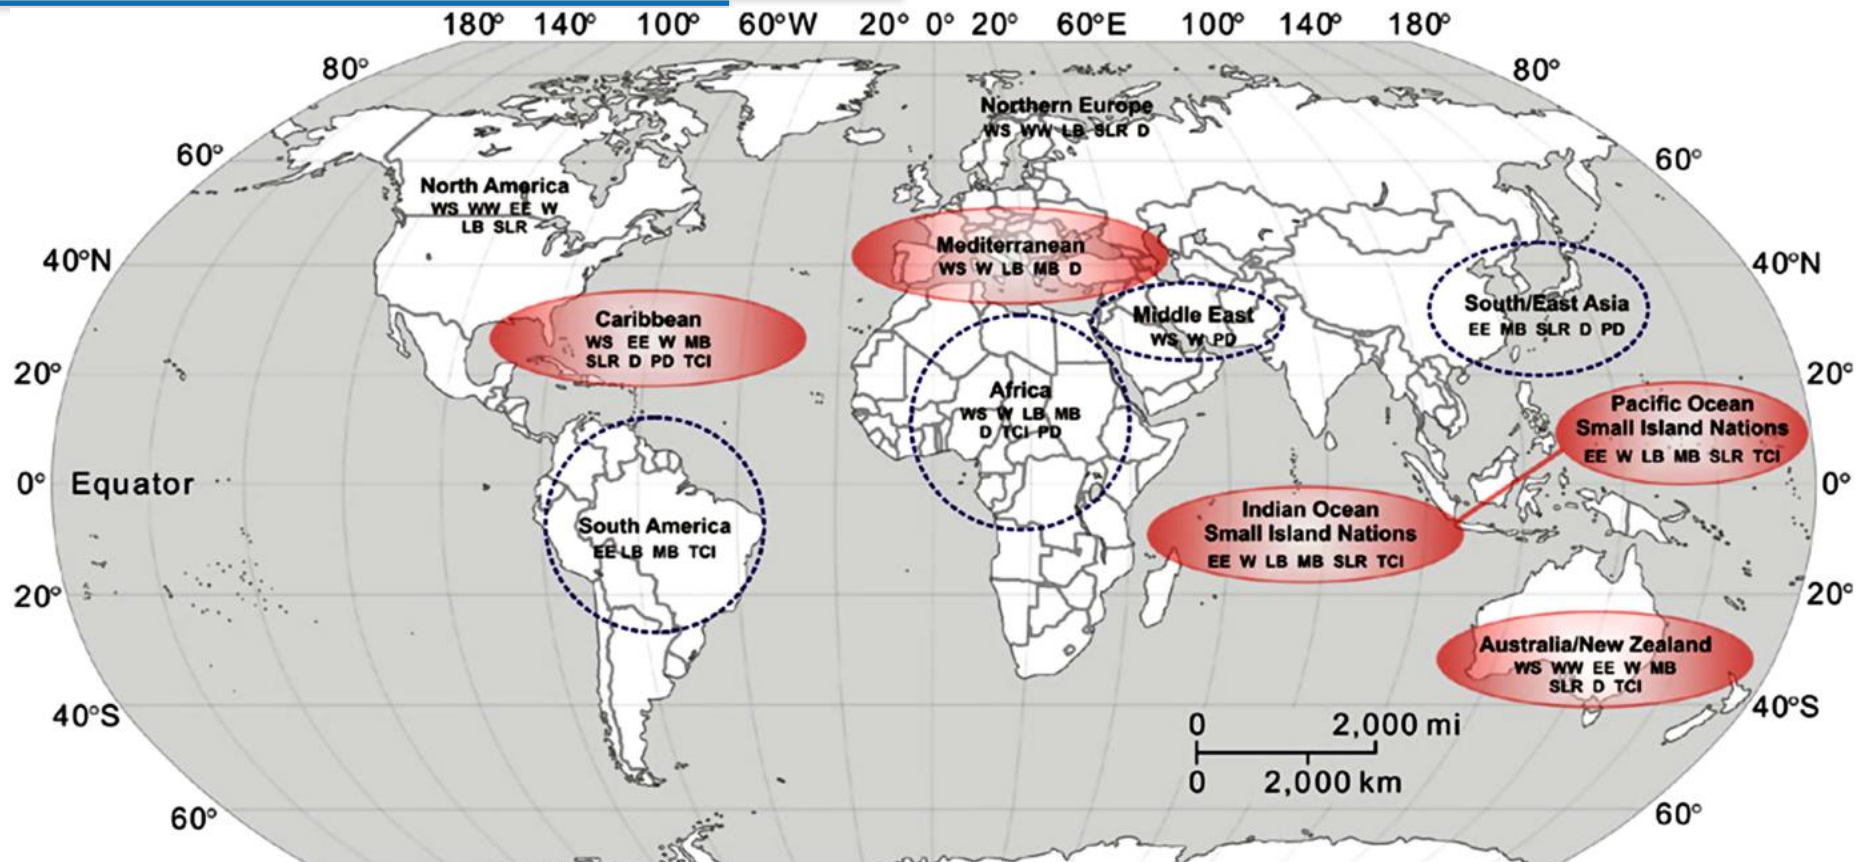 180° 140° 100° 60°W 20° 0° 20° 60°E 100° 140° 180°
80° 80°
Northern Europe
WS WW LB SLR D
60° 60°
North America
WS WW EE W
LB SLR
40°N 40°N
Mediterranean
WS W LB MB D
South/East Asia
EE MB SLR D PD
Caribbean
WS EE W MB
SLR D PD TCI
Middle East
WS W PD
20° 20°
Africa
WS W LB MB
D TCI PD
Pacific Ocean
Small Island Nations
EE W LB MB SLR TCI
0° Equator 0°
South America
EE LB MB TCI
Indian Ocean
Small Island Nations
EE W LB MB SLR TCI
20° 20°
Australia/New Zealand
WS WW EE W MB
SLR D TCI
40°S 40°S
0 2,000 mi
0 2,000 km
60° 60°